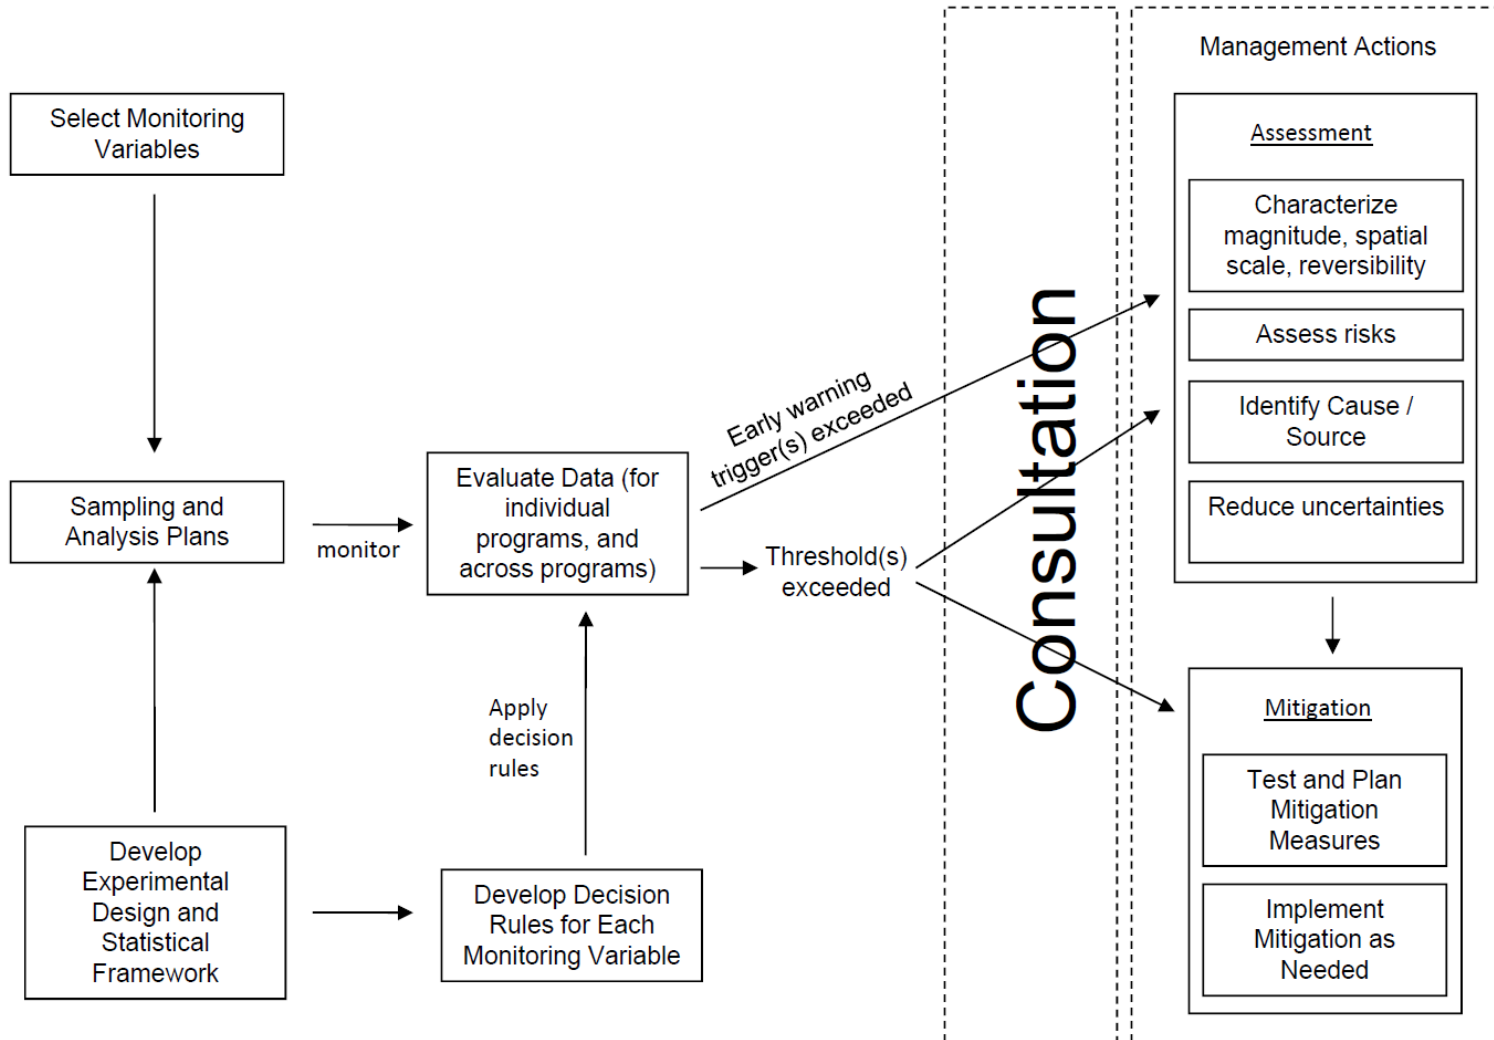 Select Monitoring
Variables
Sampling and
Analysis Plans
monitor
Develop
Experimental
Design and
Statistical
Framework
Evaluate Data (for
individual
programs, and
across programs)
Apply
decision
rules
Develop Decision
Rules for Each
Monitoring Variable
Early warning
trigger(s) exceeded
Threshold(s)
exceeded
Consultation
Management Actions
Assessment
Characterize
magnitude, spatial
scale, reversibility
Assess risks
Identify Cause /
Source
Reduce uncertainties
Mitigation
Test and Plan
Mitigation
Measures
Implement
Mitigation as
Needed